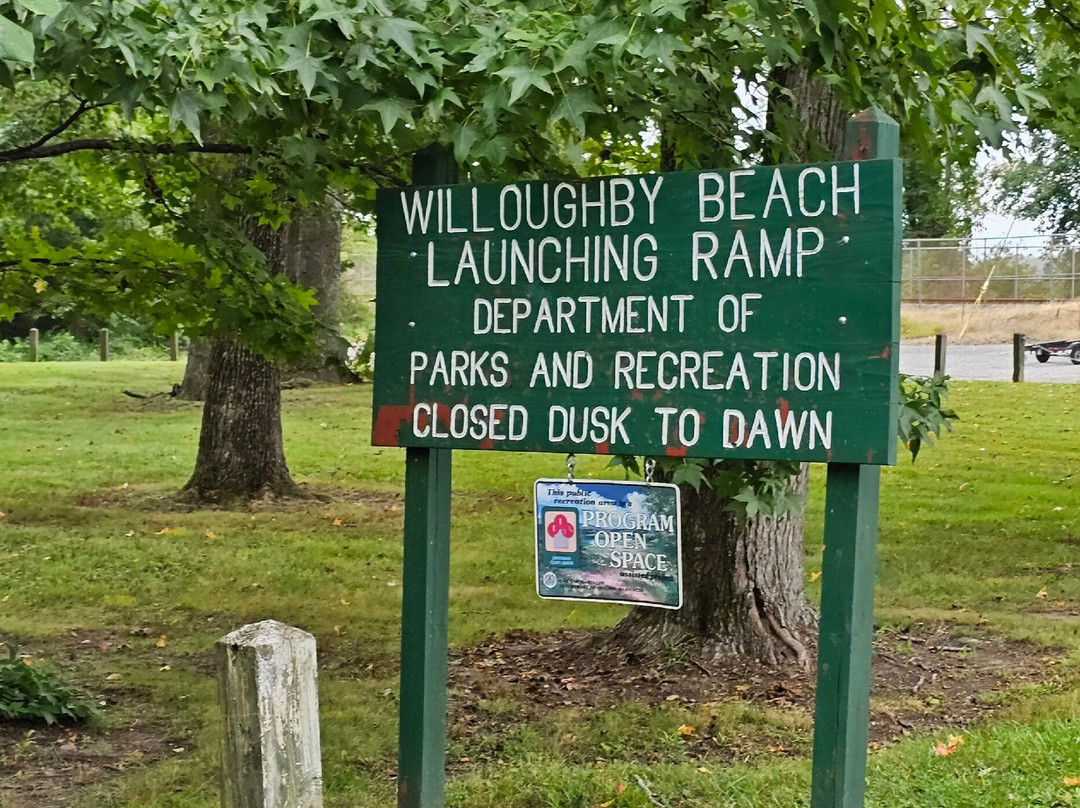 WILLOUGHBY BEACH
LAUNCHING RAMP
DEPARTMENT OF
PARKS AND RECREATION
CLOSED DUSK TO DAWN
This public
recreation area is a
PROGRAM
OPEN
SPACE
assisted